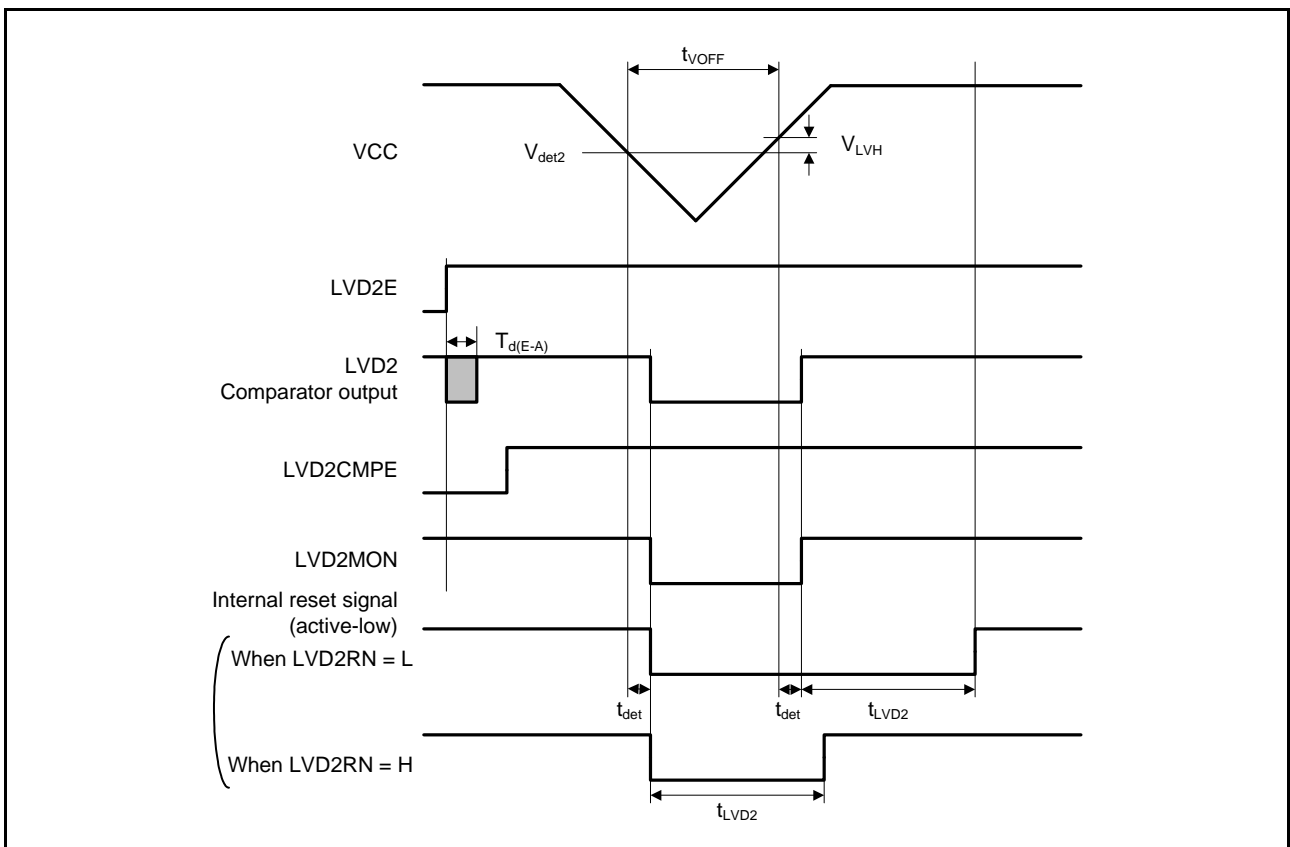 tVOFF
VCC
Vdet2
VLVH
LVD2E
Td(E-A)
LVD2
Comparator output
LVD2CMPE
LVD2MON
Internal reset signal
(active-low)
When LVD2RN = L
tdet
tdet
tLVD2
When LVD2RN = H
tLVD2